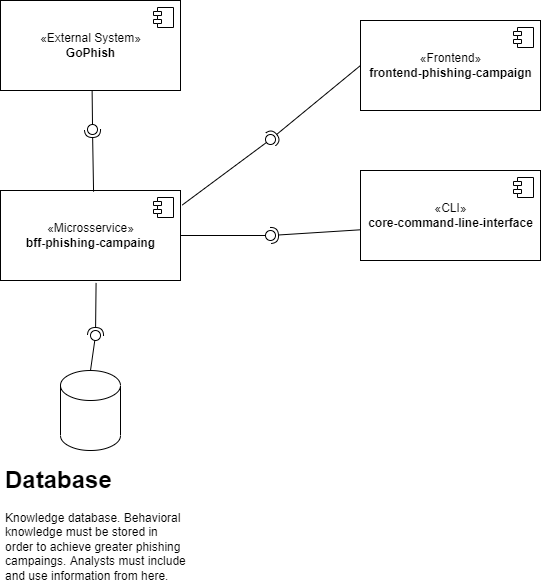 «External System»
GoPhish
«Frontend»
frontend-phishing-campaign
«Microsservice»
bff-phishing-campaing
«CLI»
core-command-line-interface
Database
Knowledge database. Behavioral
knowledge must be stored in
order to achieve greater phishing
campaings. Analysts must include
and use information from here.